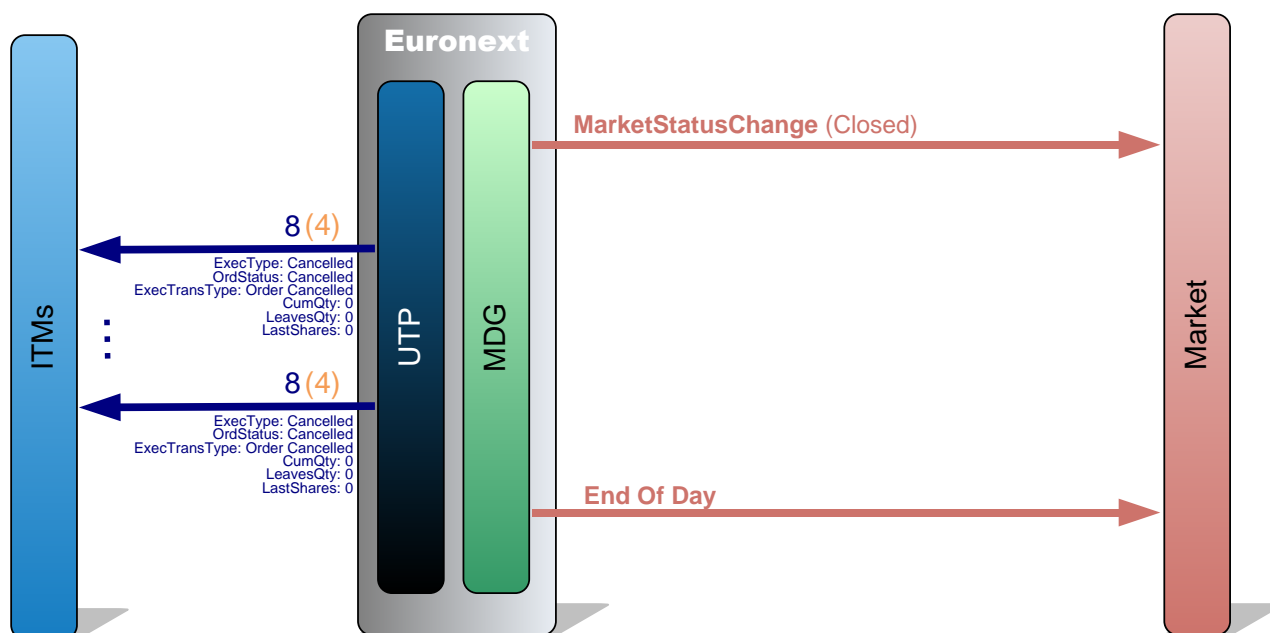 Euronext
MarketStatusChange (Closed)
8 (4)
ExecType: Cancelled
OrdStatus: Cancelled
ExecTransType: Order Cancelled
CumQty: 0
LeavesQty: 0
LastShares: 0
ITMs
...
UTP
MDG
Market
8 (4)
ExecType: Cancelled
OrdStatus: Cancelled
ExecTransType: Order Cancelled
CumQty: 0
LeavesQty: 0
LastShares: 0
End Of Day